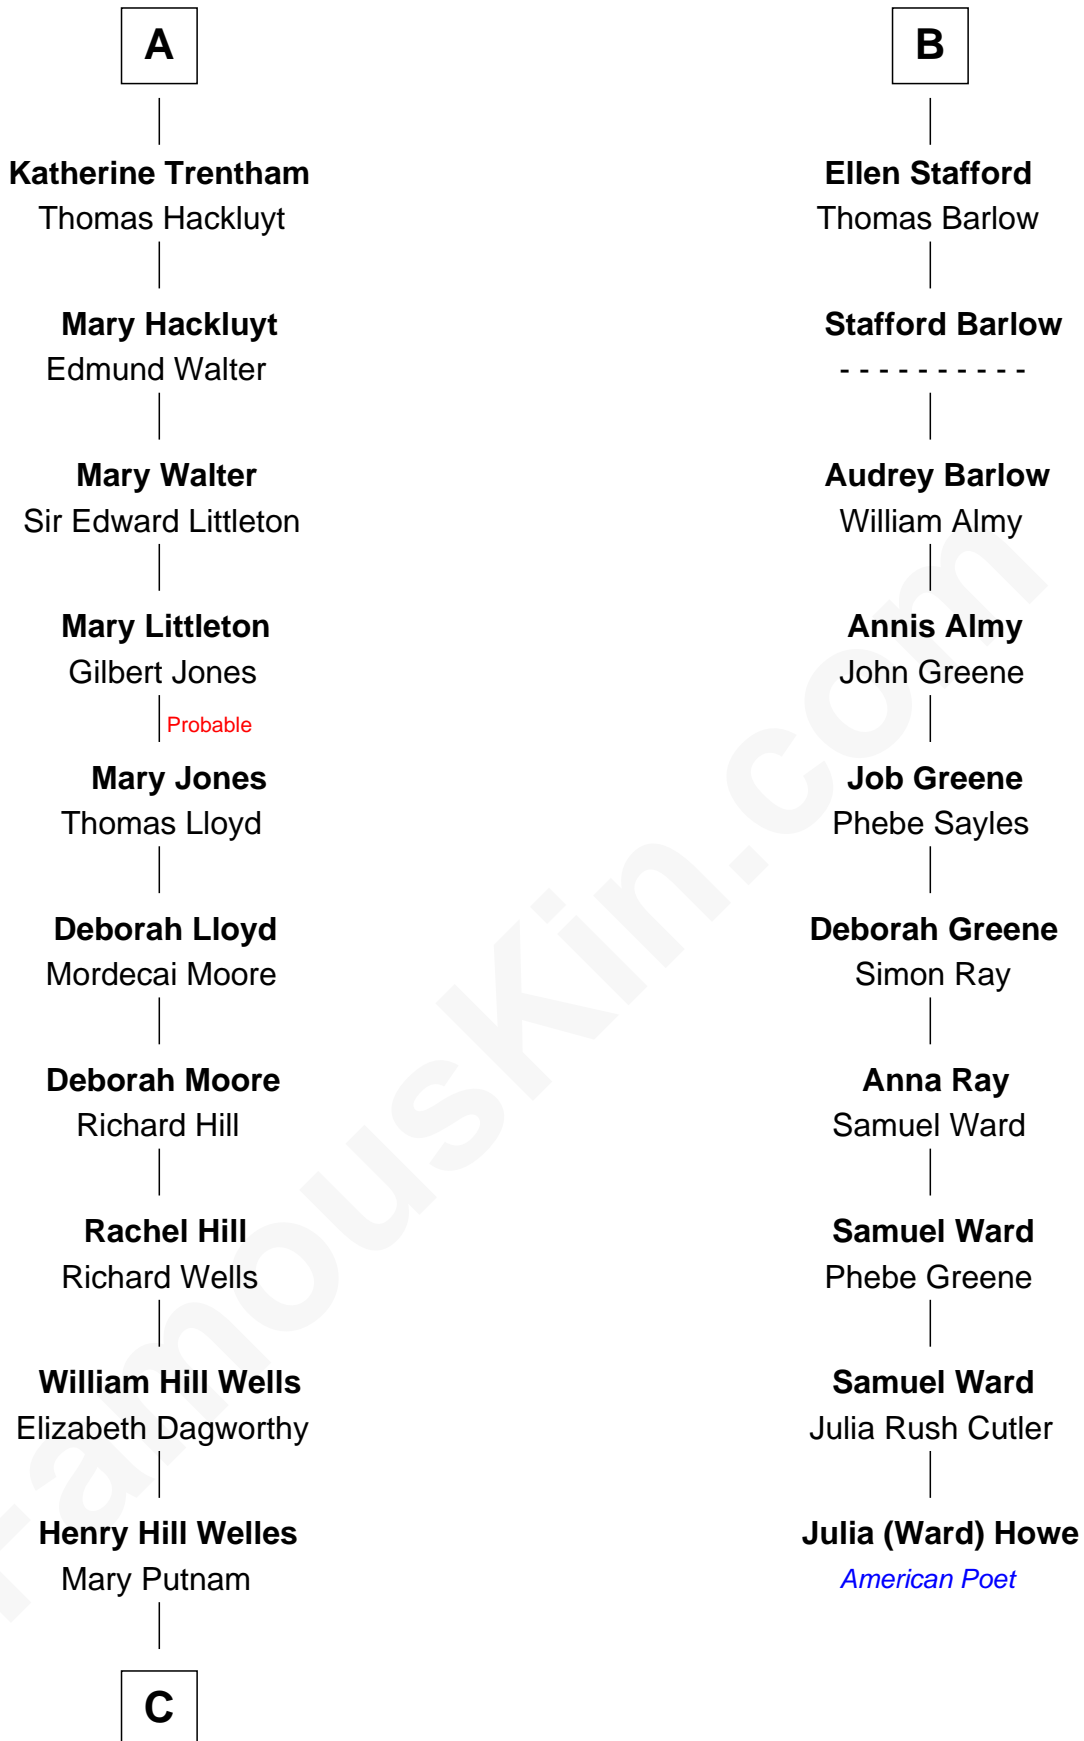 A
Katherine Trentham
Thomas Hackluyt
Mary Hackluyt
Edmund Walter
Mary Walter
Sir Edward Littleton
Mary Littleton
Gilbert Jones
Probable
Mary Jones
Thomas Lloyd
Deborah Lloyd
Mordecai Moore
Deborah Moore
Richard Hill
Rachel Hill
Richard Wells
William Hill Wells
Elizabeth Dagworthy
Henry Hill Welles
Mary Putnam
C
B
Ellen Stafford
Thomas Barlow
Stafford Barlow
- - - - - - - - - -
Audrey Barlow
William Almy
Annis Almy
John Greene
Job Greene
Phebe Sayles
Deborah Greene
Simon Ray
Anna Ray
Samuel Ward
Samuel Ward
Phebe Greene
Samuel Ward
Julia Rush Cutler
Julia (Ward) Howe
American Poet
FamousKin.com